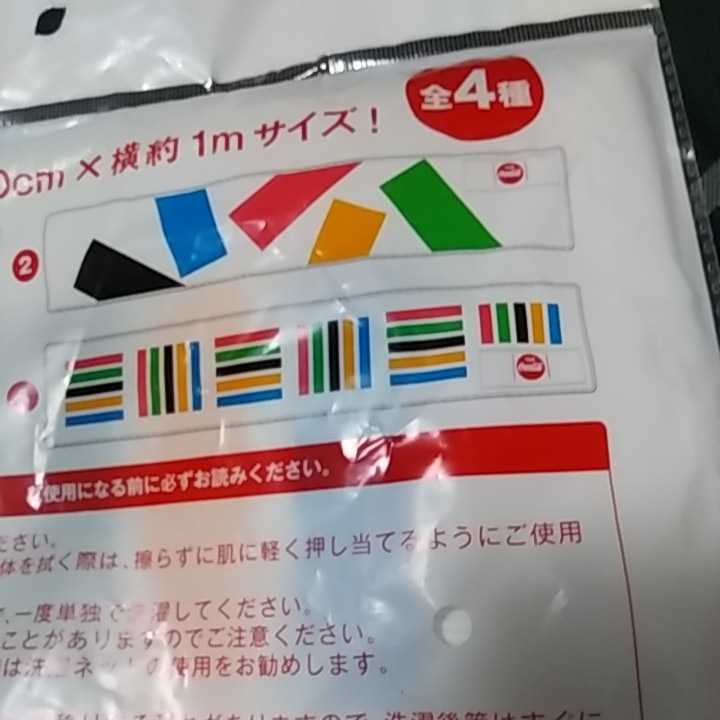 全4種
0cm×横約1mサイズ!
2
使用になる前に必ずお読みください。
ださい。
体を拭く際は、擦らずに肌に軽く押し当てるようにご使用
、一度単独で洗濯してください。
ことがありますのでご注意ください。
は洗濯ネットの使用をお勧めします。